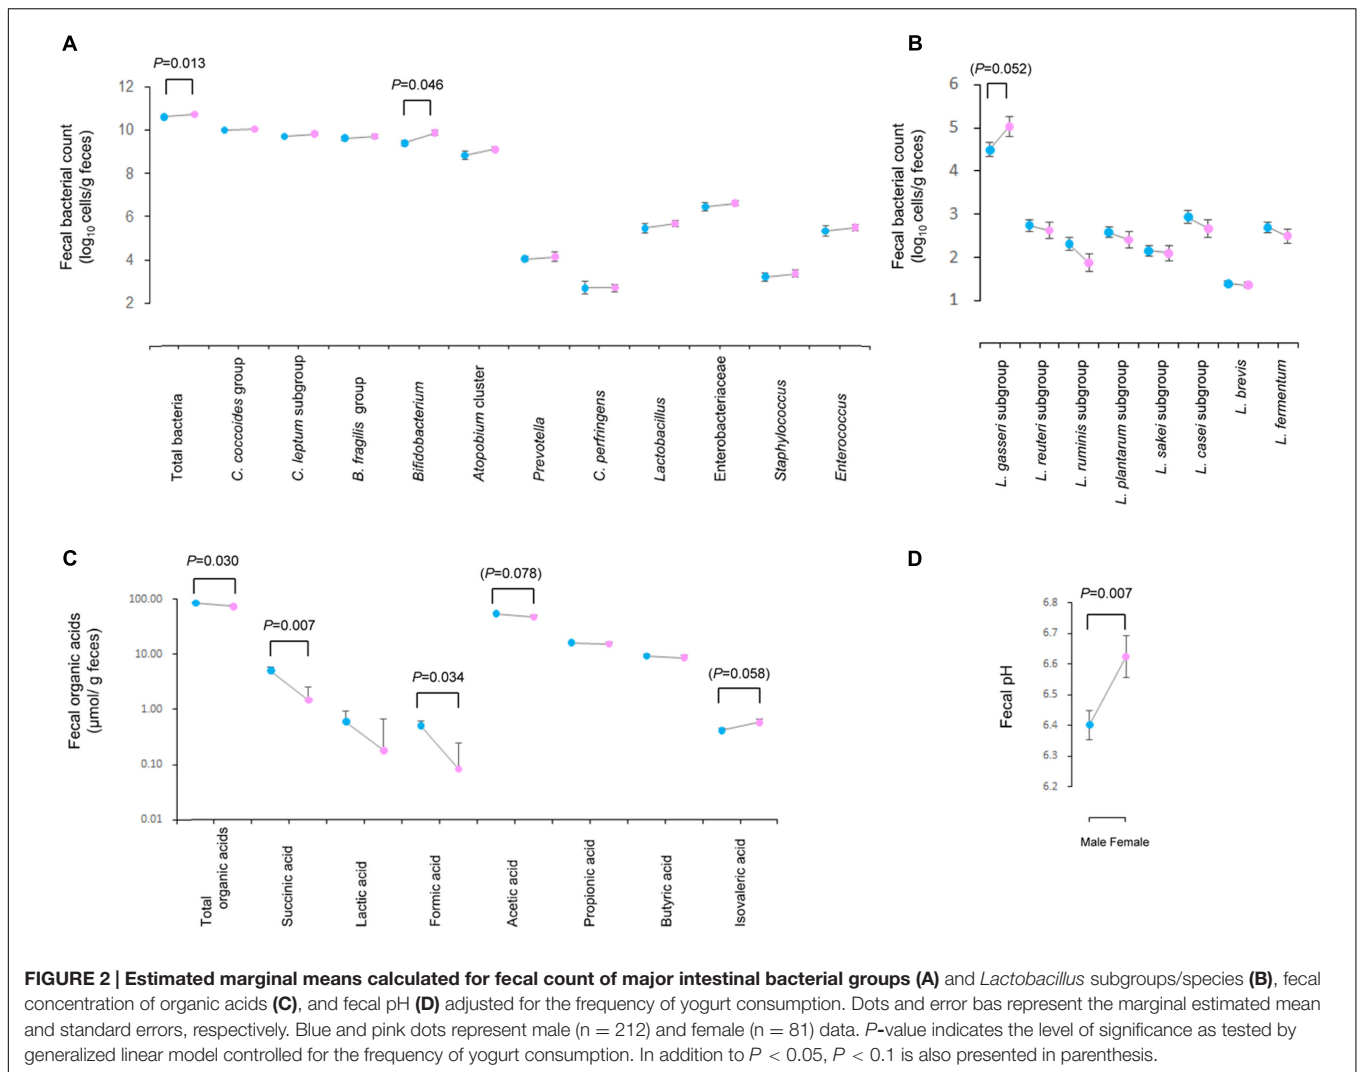 A
P=0.013
P=0.046
Fecal bacterial count
(log10 cells/g feces)
12
10
8
6
4
2
Total bacteria
C. coccoides group
C. leptum subgroup
B. fragilis group
Bifidobacterium
Atopobium cluster
Prevotella
C. perfringens
Lactobacillus
Enterobacteriaceae
Staphylococcus
Enterococcus
B
(P=0.052)
Fecal bacterial count
(log10 cells/g feces)
6
5
4
3
2
1
L. gasseri subgroup
L. reuteri subgroup
L. ruminis subgroup
L. plantarum subgroup
L. sakei subgroup
L. casei subgroup
L. brevis
L. fermentum
C
P=0.030
P=0.007
P=0.034
(P=0.078)
(P=0.058)
Fecal organic acids
(μmol/ g feces)
100.00
10.00
1.00
0.10
0.01
Total
organic acids
Succinic acid
Lactic acid
Formic acid
Acetic acid
Propionic acid
Butyric acid
Isovaleric acid
D
P=0.007
Fecal pH
6.8
6.7
6.6
6.5
6.4
6.3
6.2
Male Female
FIGURE 2 | Estimated marginal means calculated for fecal count of major intestinal bacterial groups (A) and Lactobacillus subgroups/species (B), fecal
concentration of organic acids (C), and fecal pH (D) adjusted for the frequency of yogurt consumption. Dots and error bas represent the marginal estimated mean
and standard errors, respectively. Blue and pink dots represent male (n = 212) and female (n = 81) data. P-value indicates the level of significance as tested by
generalized linear model controlled for the frequency of yogurt consumption. In addition to P < 0.05, P < 0.1 is also presented in parenthesis.